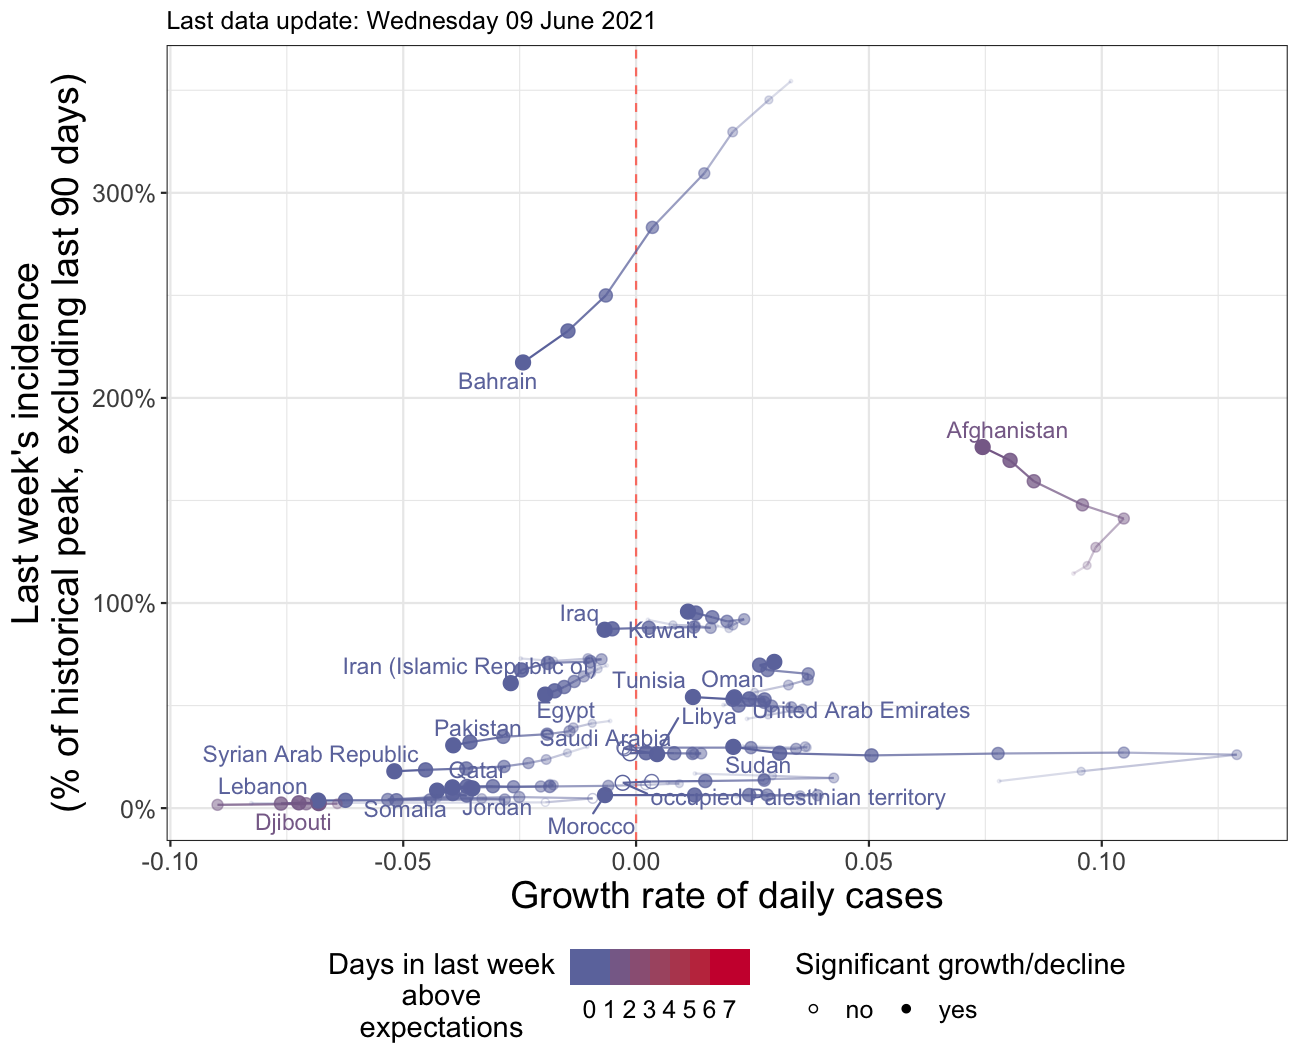 Last data update: Wednesday 09 June 2021
Last week's incidence
(% of historical peak, excluding last 90 days)
300%
200%
100%
0%
Bahrain
Afghanistan
Iraq
Kuwait
Iran (Islamic Republic of)
Tunisia
Oman
Egypt
Libya
United Arab Emirates
Pakistan
Saudi Arabia
Syrian Arab Republic
Qatar
Sudan
Lebanon
occupied Palestinian territory
Somalia
Jordan
Djibouti
Morocco
-0.10
-0.05
0.00
0.05
0.10
Growth rate of daily cases
Days in last week
above
expectations
0 1 2 3 4 5 6 7
Significant growth/decline
no
yes